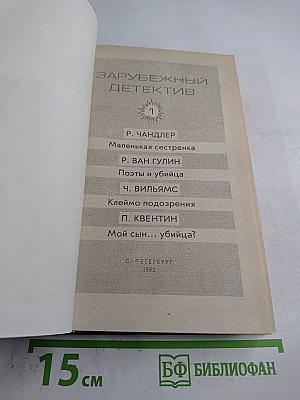 ЗАРУБЕЖНЫЙ
ДЕТЕКТИВ
1
Р. ЧАНДЛЕР
Маленькая сестренка
Р. ВАН ГУЛИК
Поэты и убийца
Ч. ВИЛЬЯМС
Клеймо подозрения
П. КВЕНТИН
Мой сын... убийца?
С.-ПЕТЕРБУРГ
1992
15 см
БФ БИБЛИОФАН